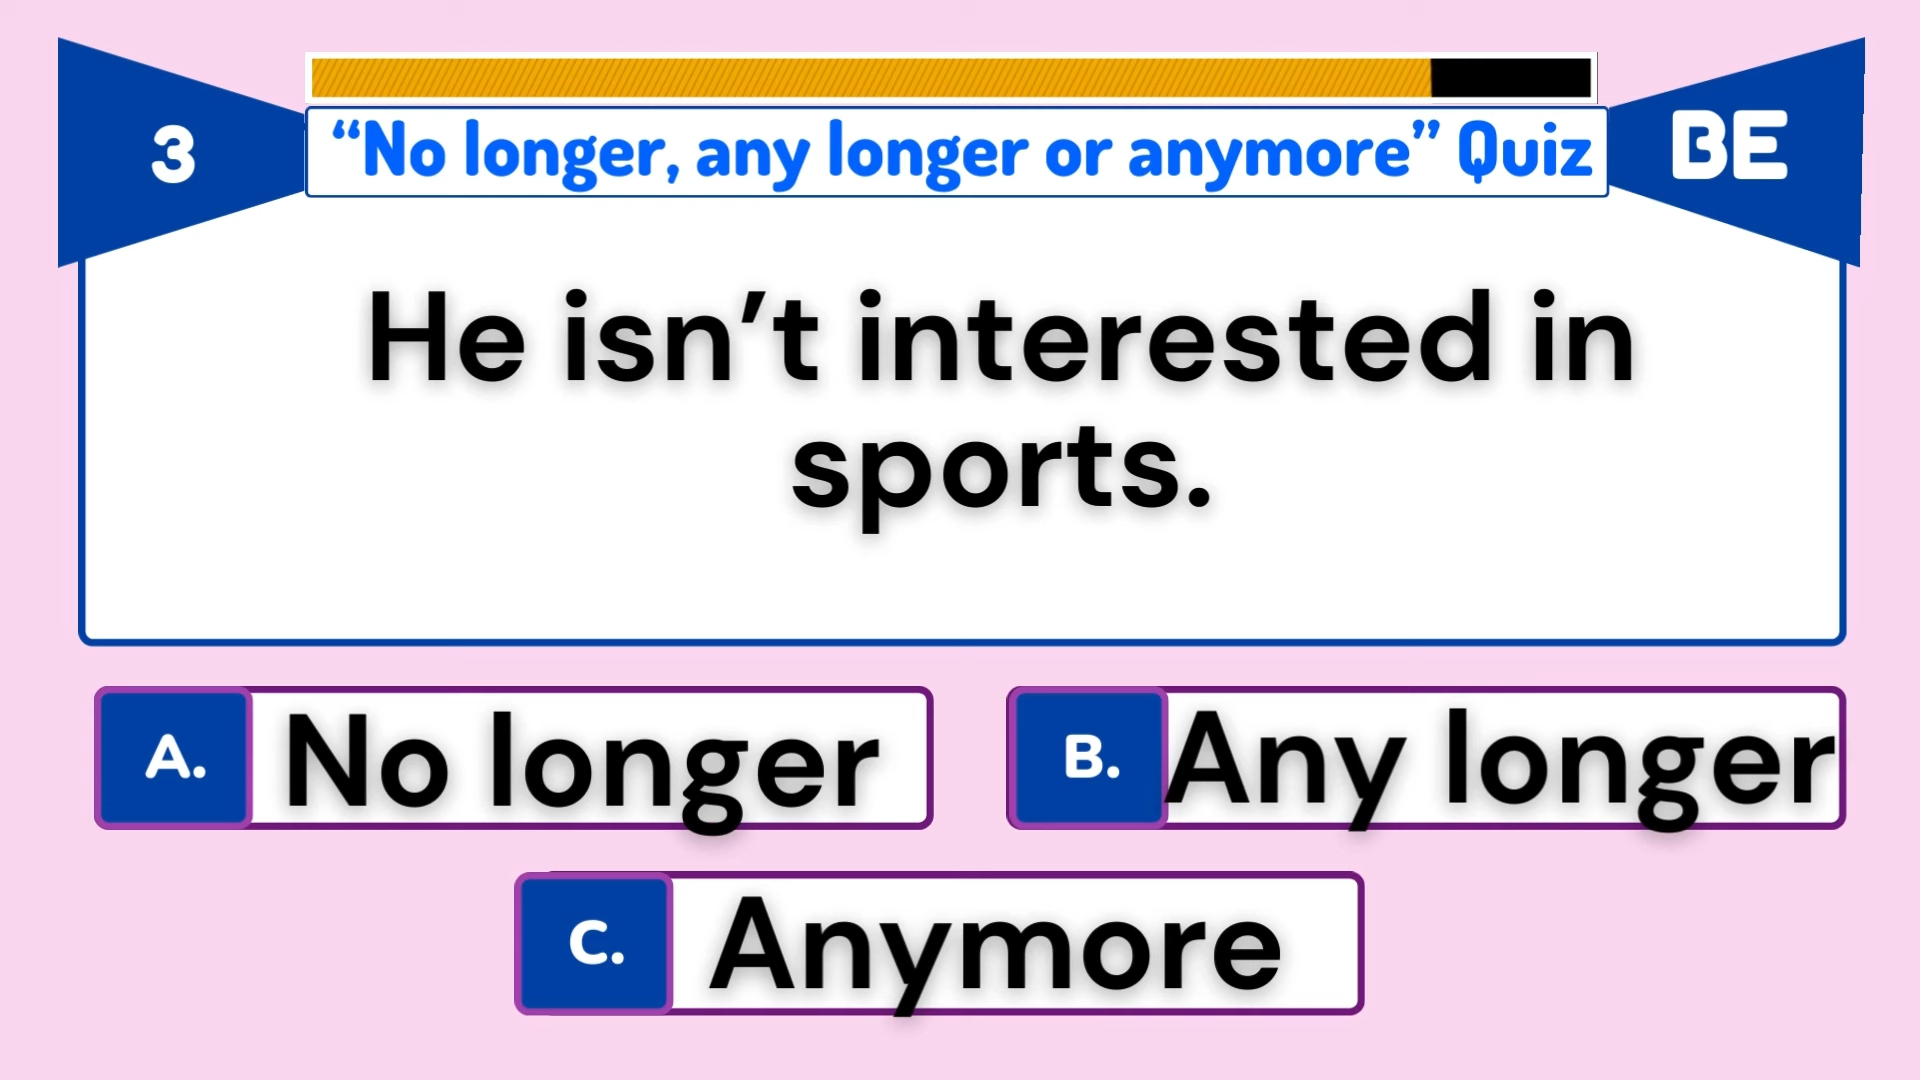 3
“No longer, any longer or anymore” Quiz
BE
He isn’t interested in
sports.
A. No longer
B. Any longer
C. Anymore